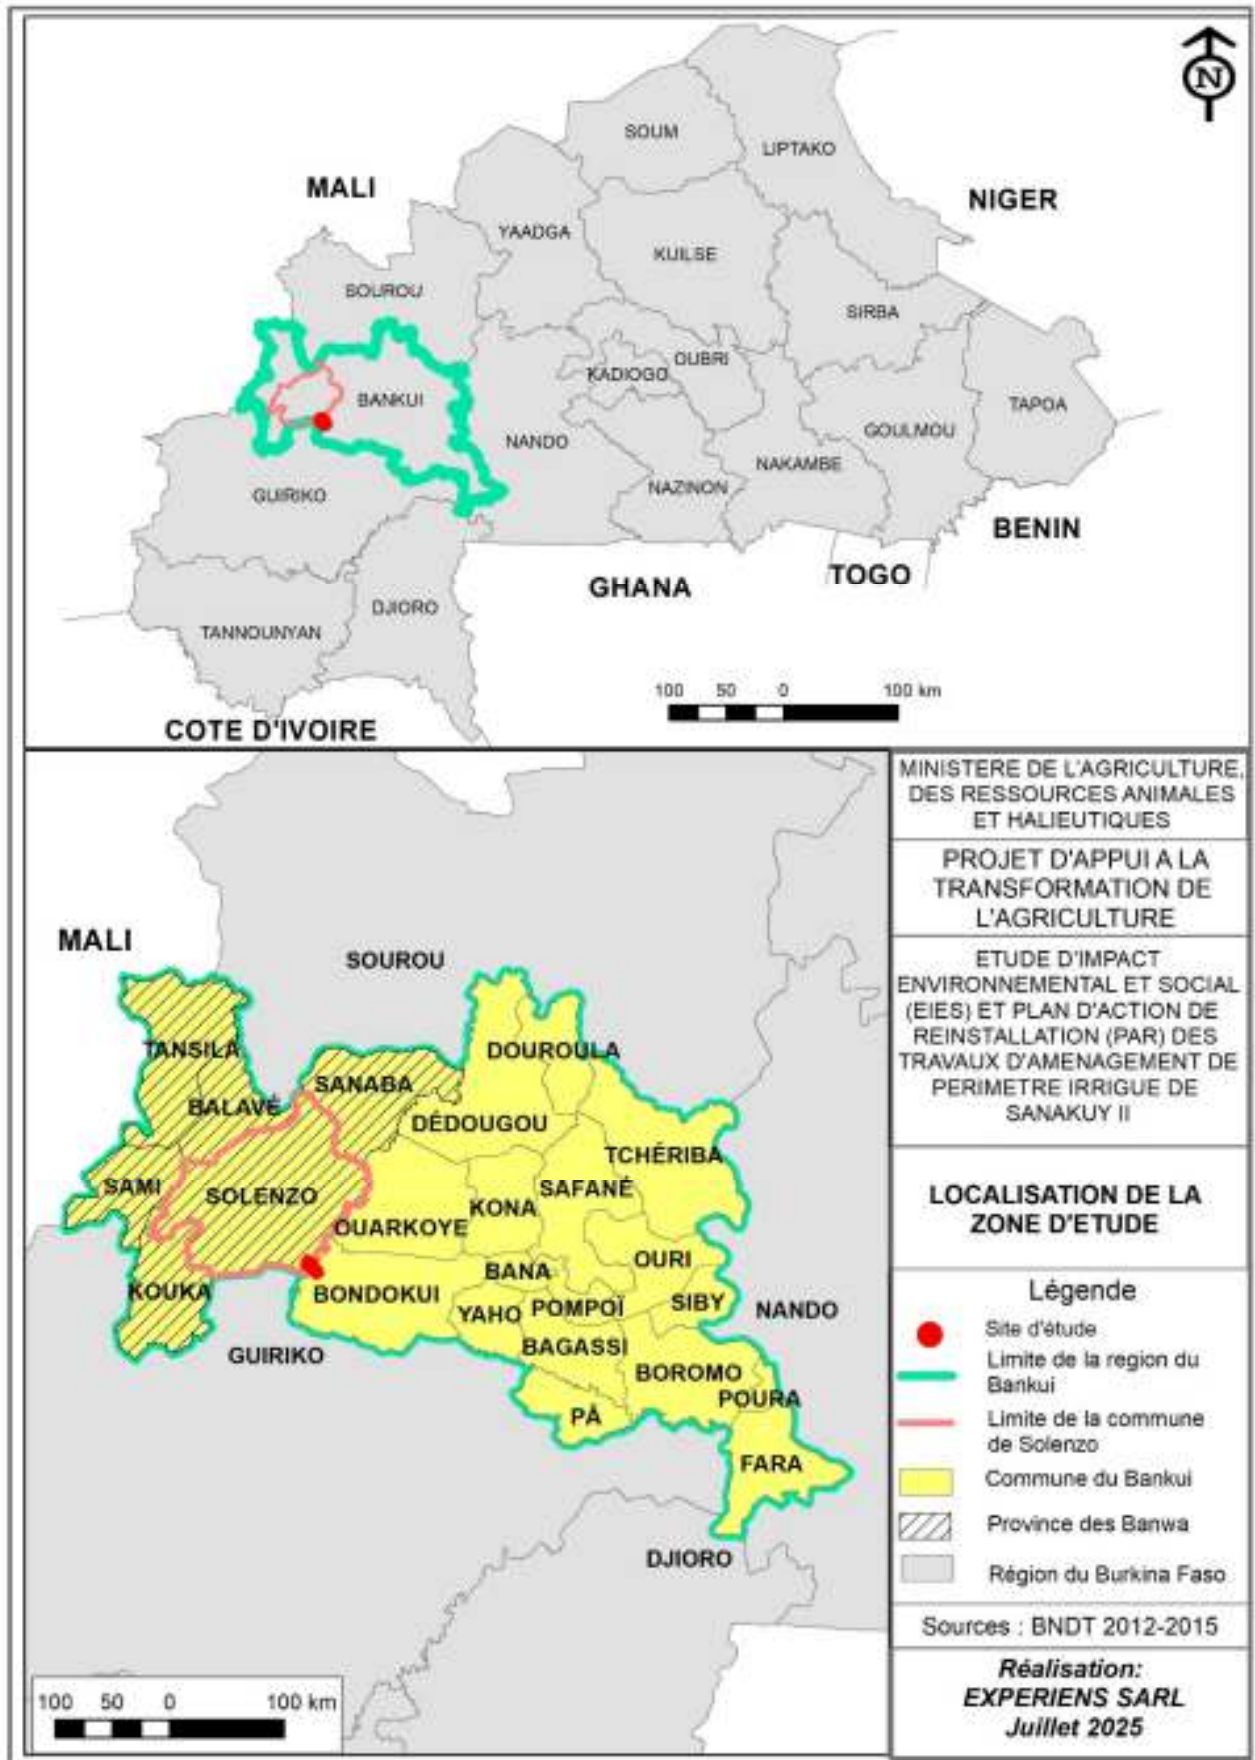 N
SOUM
LIPTAKO
MALI
NIGER
YAADGA
KUILSE
SOUROU
SIRBA
OUBRI
KADIOGO
BANKUI
TAPOA
GOULMOU
NANDO
NAKAMBE
NAZINON
GUIRIKO
BENIN
TOGO
GHANA
DJIORO
TANNOUNYAN
100 50 0 100 km
COTE D'IVOIRE
MALI
SOUROU
TANSILA
DOUROULA
SANABA
BALAVÉ
DÉDOUGOU
TCHÉRIBA
SAMI
SOLENZO
SAFANÉ
KONA
OUARKOYE
OURI
BANA
KOUKA
BONDOKUI
YAHO
POMPOÏ
SIBY
NANDO
GUIRIKO
BAGASSI
BOROMO
POURA
PÂ
FARA
DJIORO
100 50 0 100 km
MINISTERE DE L'AGRICULTURE,
DES RESSOURCES ANIMALES
ET HALIEUTIQUES
PROJET D'APPUI A LA
TRANSFORMATION DE
L'AGRICULTURE
ETUDE D'IMPACT
ENVIRONNEMENTAL ET SOCIAL
(EIES) ET PLAN D'ACTION DE
REINSTALLATION (PAR) DES
TRAVAUX D'AMENAGEMENT DE
PERIMETRE IRRIGUE DE
SANAKUY II
LOCALISATION DE LA
ZONE D'ETUDE
Légende
Site d'étude
Limite de la region du
Bankui
Limite de la commune
de Solenzo
Commune du Bankui
Province des Banwa
Région du Burkina Faso
Sources : BNDT 2012-2015
Réalisation:
EXPERIENS SARL
Juillet 2025